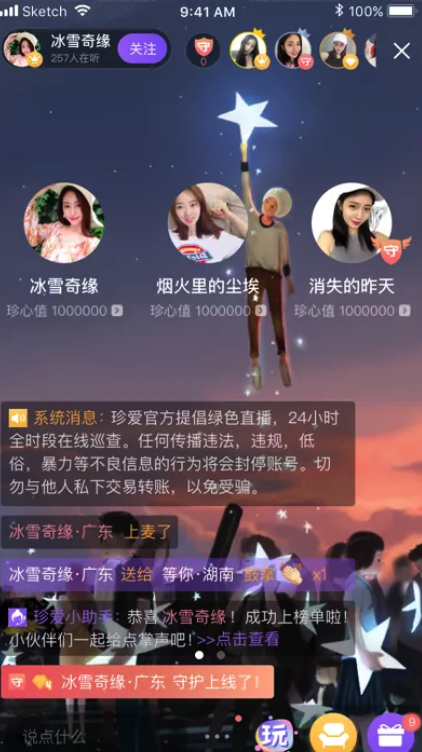 Sketch 9:41 AM 100%
冰雪奇缘
257人在听
关注
守
0
守
守
冰雪奇缘 烟火里的尘埃 消失的昨天
珍心值 1000000 珍心值 1000000 珍心值 1000000
系统消息：珍爱官方提倡绿色直播，24小时
全时段在线巡查。任何传播违法，违规，低
俗，暴力等不良信息的行为将会封停账号。切
勿与他人私下交易转账，以免受骗。
冰雪奇缘·广东 上麦了
冰雪奇缘·广东 送给 等你·湖南 鼓掌 x1
珍爱小助手：恭喜 冰雪奇缘！成功上榜单啦！
小伙伴们一起给点掌声吧！>>点击查看
守 冰雪奇缘·广东 守护上线了！
说点什么
玩
9